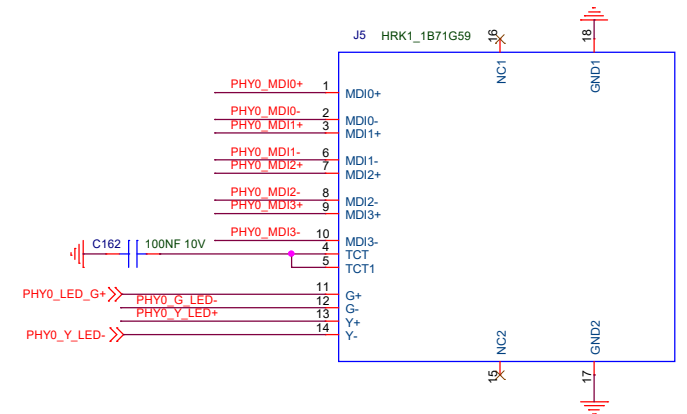 J5 HRK1_1B71G59
16
18
NC1
GND1
PHY0_MDI0+ 1 MDI0+
PHY0_MDI0- 2 MDI0-
PHY0_MDI1+ 3 MDI1+
PHY0_MDI1- 6 MDI1-
PHY0_MDI2+ 7 MDI2+
PHY0_MDI2- 8 MDI2-
PHY0_MDI3+ 9 MDI3+
PHY0_MDI3- 10 MDI3-
C162 100NF 10V 4 TCT
5 TCT1
PHY0_LED_G+ 11 G+
PHY0_G_LED- 12 G-
PHY0_Y_LED+ 13 Y+
PHY0_Y_LED- 14 Y-
NC2
GND2
15
17